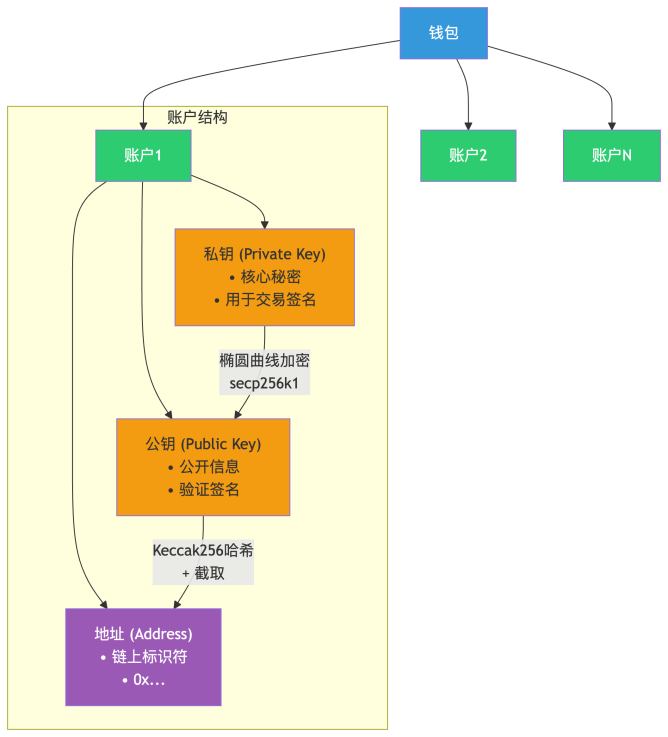 钱包
账户结构
账户1
账户2
账户N
私钥 (Private Key)
• 核心秘密
• 用于交易签名
椭圆曲线加密
secp256k1
公钥 (Public Key)
• 公开信息
• 验证签名
Keccak256哈希
+ 截取
地址 (Address)
• 链上标识符
• 0x...